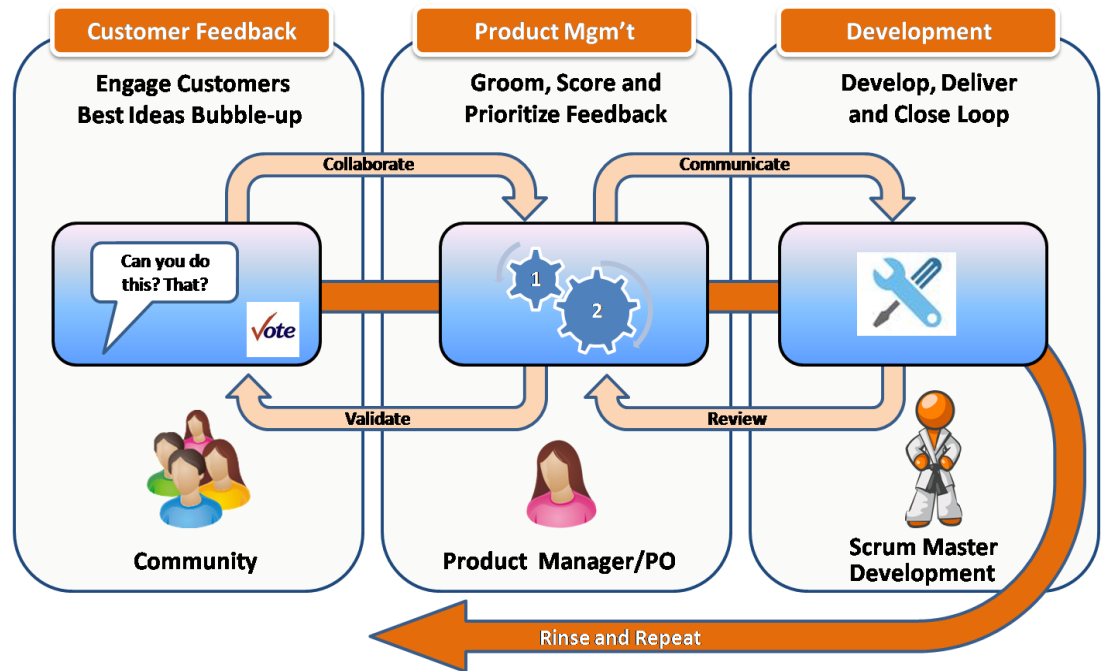 Customer Feedback
Product Mgm't
Development
Engage Customers
Best Ideas Bubble-up
Groom, Score and
Prioritize Feedback
Develop, Deliver
and Close Loop
Collaborate
Communicate
Can you do
this? That?
Vote
1
2
Validate
Review
Community
Product Manager/PO
Scrum Master
Development
Rinse and Repeat